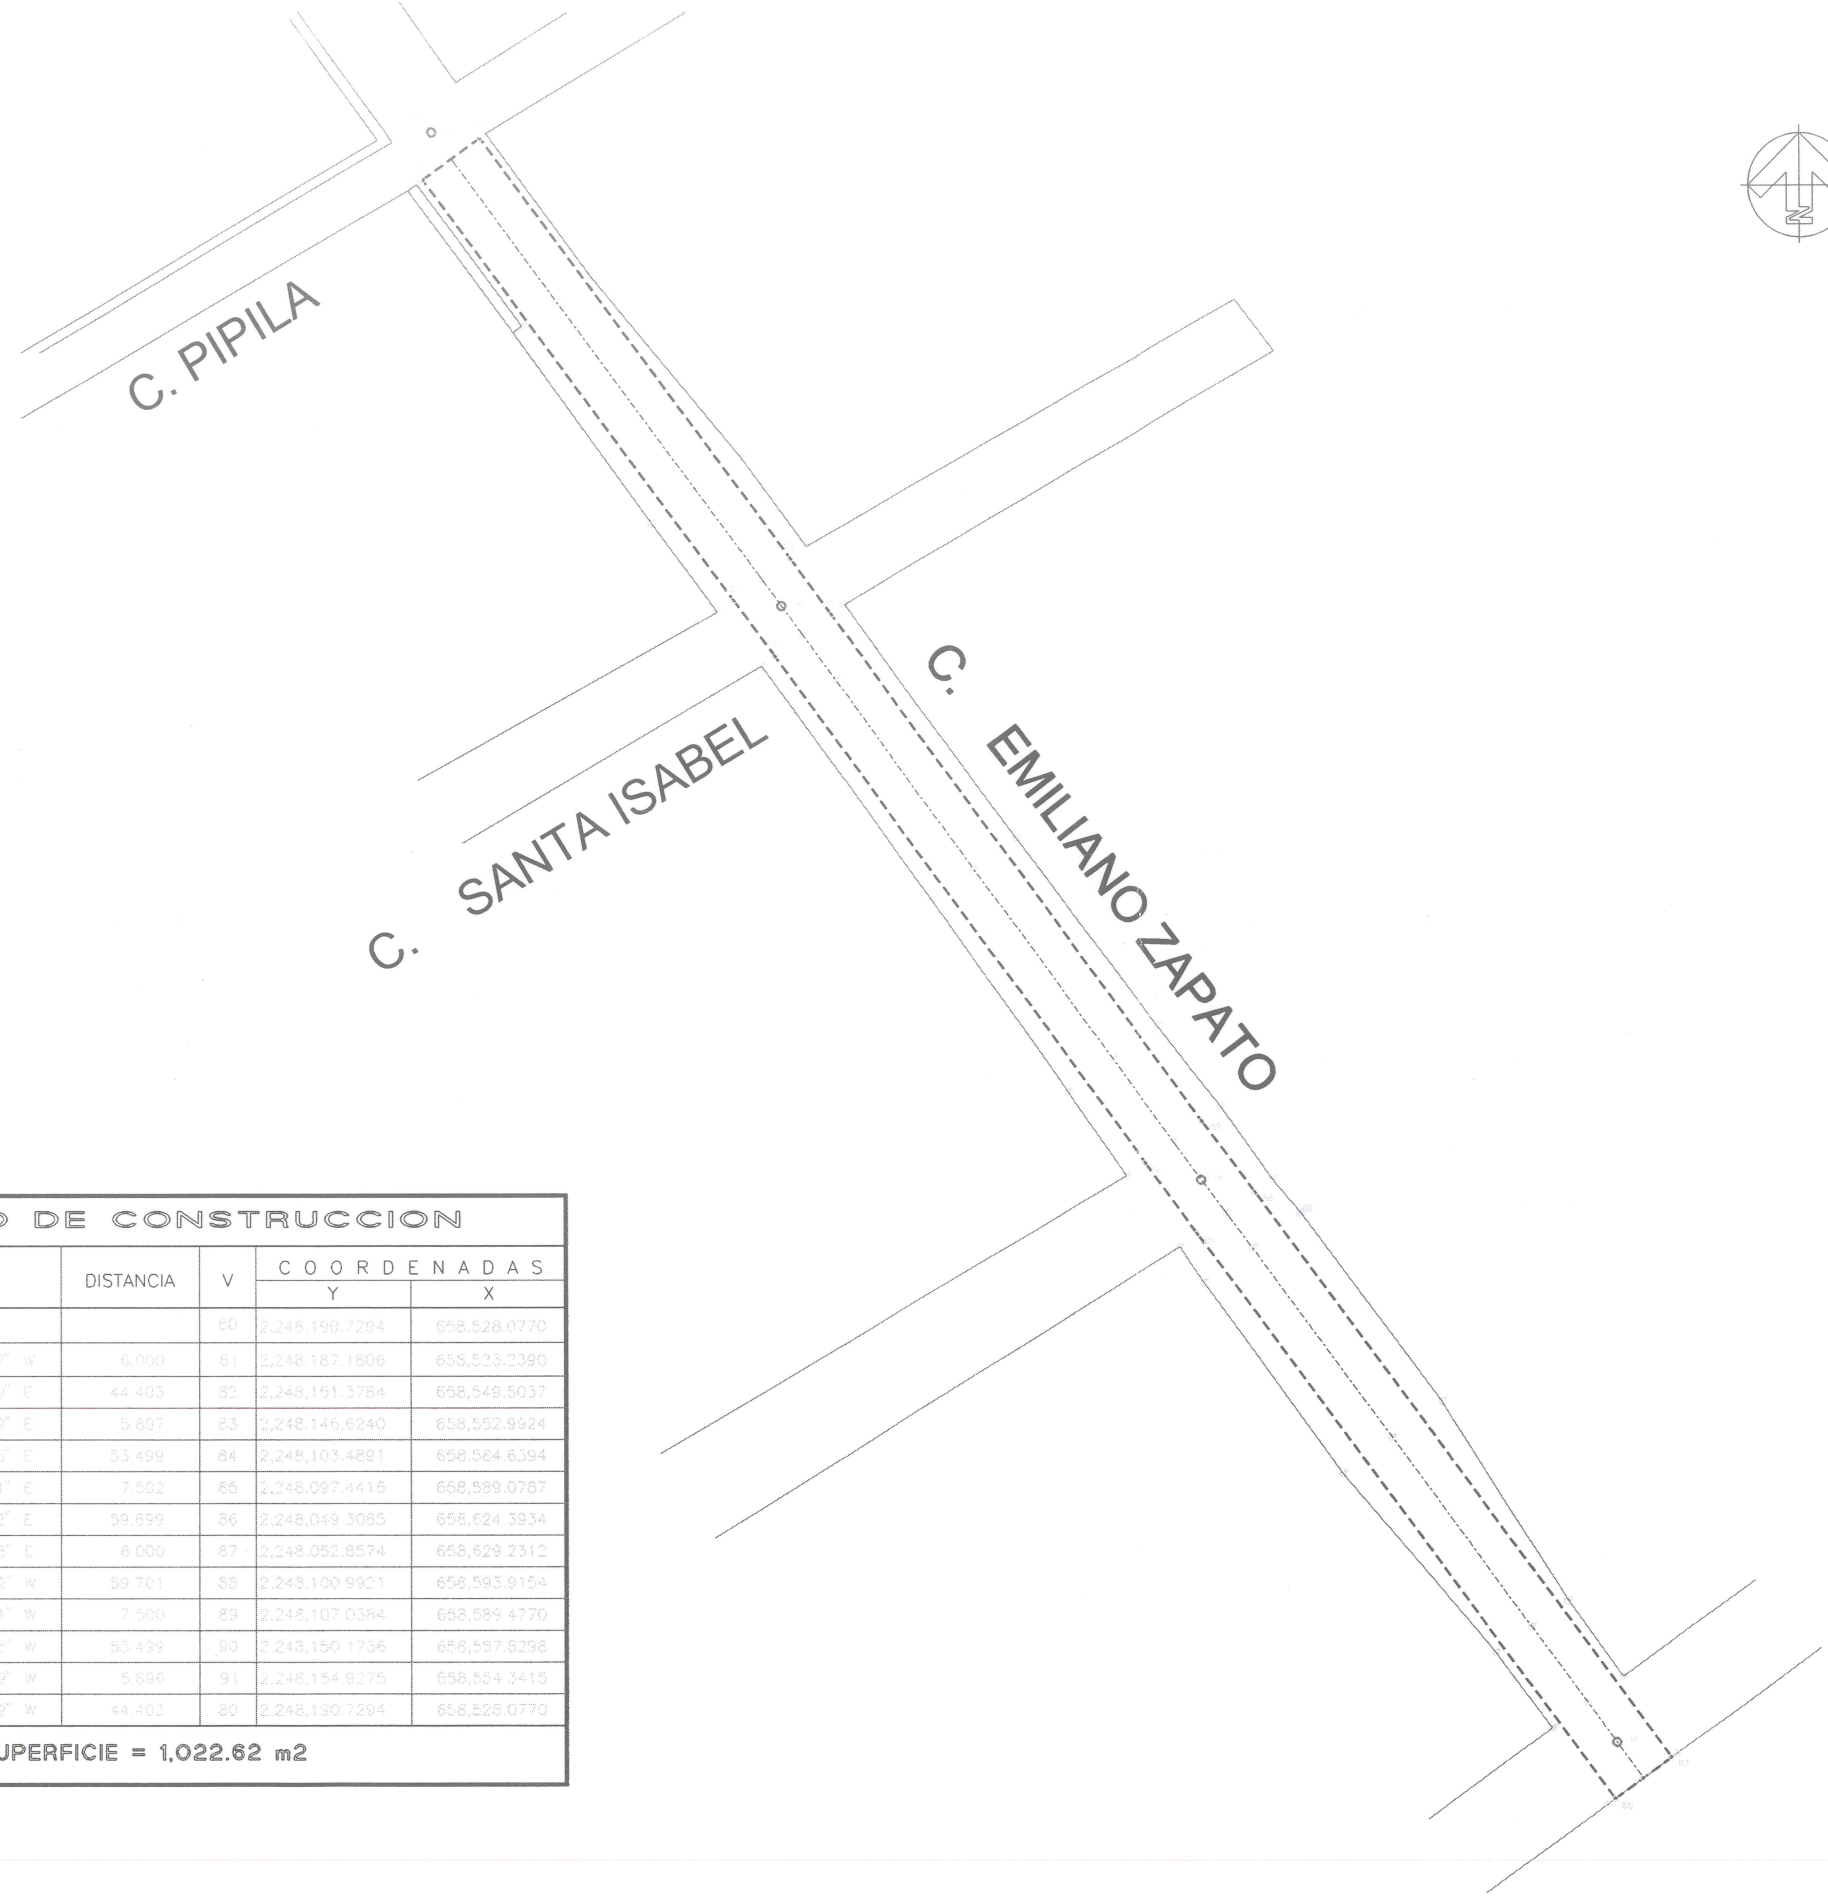 N
C. PIPILA
C. SANTA ISABEL
C. EMILIANO ZAPATO
DE CONSTRUCCION
DISTANCIA V COORDENADAS
Y X
80 2,248,190.7294 658,528.0770
W 6.000 81 2,248,187.1806 658,523.2390
E 44.403 82 2,248,151.3784 658,549.5037
E 5.897 83 2,248,146.6240 658,552.9924
E 53.499 84 2,248,103.4891 658,584.6394
E 7.502 85 2,248,097.4416 658,589.0787
E 59.699 86 2,248,049.3085 658,624.3934
E 6.000 87 2,248,052.8574 658,629.2312
W 59.701 88 2,248,100.9921 658,593.9154
W 7.500 89 2,248,107.0384 658,589.4770
W 53.499 90 2,248,150.1736 658,557.8298
W 5.896 91 2,248,154.9275 658,554.3415
W 44.403 80 2,248,190.7294 658,528.0770
UPERFICIE = 1,022.62 m2